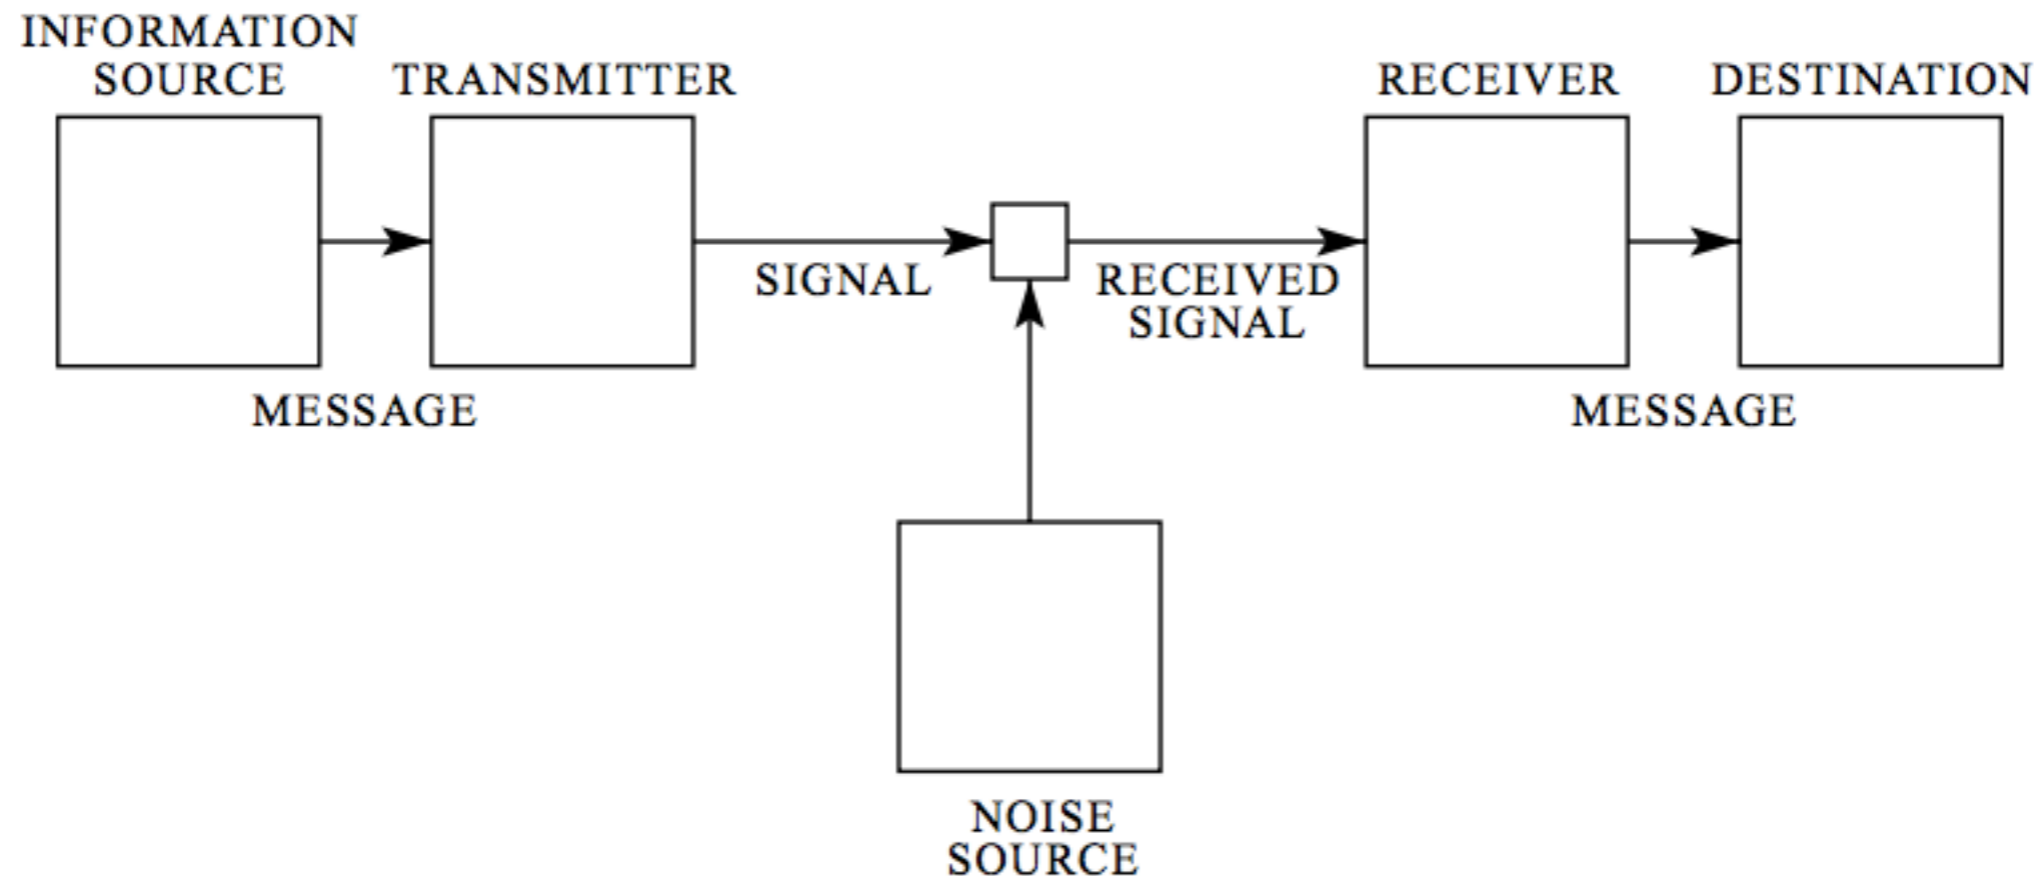 INFORMATION
SOURCE
TRANSMITTER
RECEIVER
DESTINATION
SIGNAL
RECEIVED
SIGNAL
MESSAGE
MESSAGE
NOISE
SOURCE